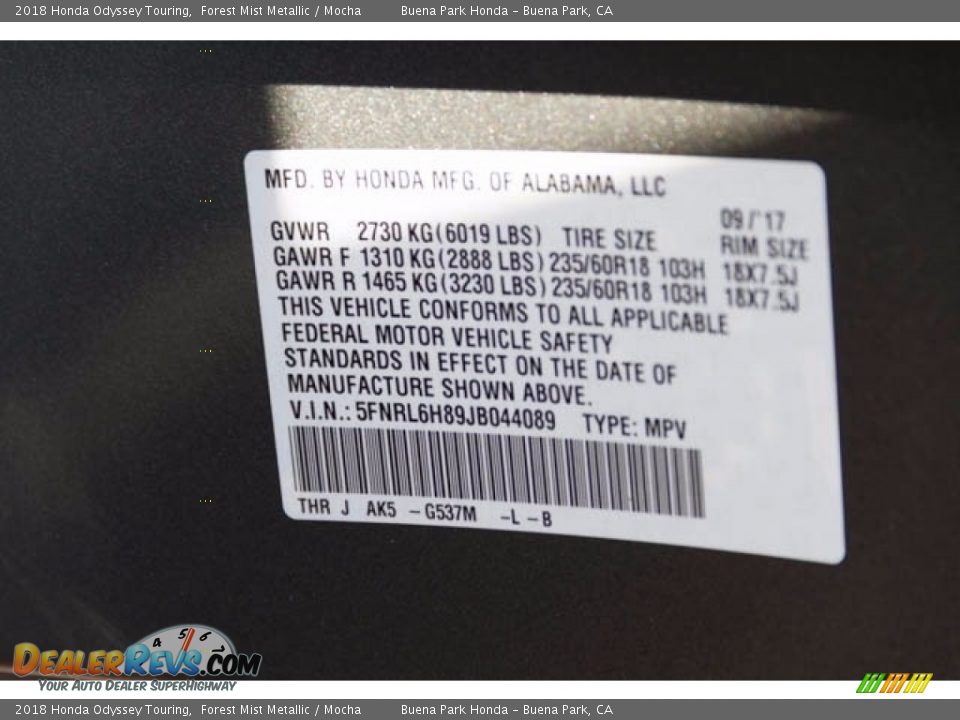 2018 Honda Odyssey Touring, Forest Mist Metallic / Mocha Buena Park Honda - Buena Park, CA
MFD. BY HONDA MFG. OF ALABAMA, LLC
09/'17
GVWR 2730 KG(6019 LBS) TIRE SIZE RIM SIZE
GAWR F 1310 KG(2888 LBS) 235/60R18 103H 18X7.5J
GAWR R 1465 KG(3230 LBS) 235/60R18 103H 18X7.5J
THIS VEHICLE CONFORMS TO ALL APPLICABLE
FEDERAL MOTOR VEHICLE SAFETY
STANDARDS IN EFFECT ON THE DATE OF
MANUFACTURE SHOWN ABOVE.
V.I.N.: 5FNRL6H89JB044089 TYPE: MPV
THR J AK5 -G537M -L-B
4 5 6
DEALERREVS.COM
YOUR AUTO DEALER SUPERHIGHWAY
2018 Honda Odyssey Touring, Forest Mist Metallic / Mocha Buena Park Honda - Buena Park, CA